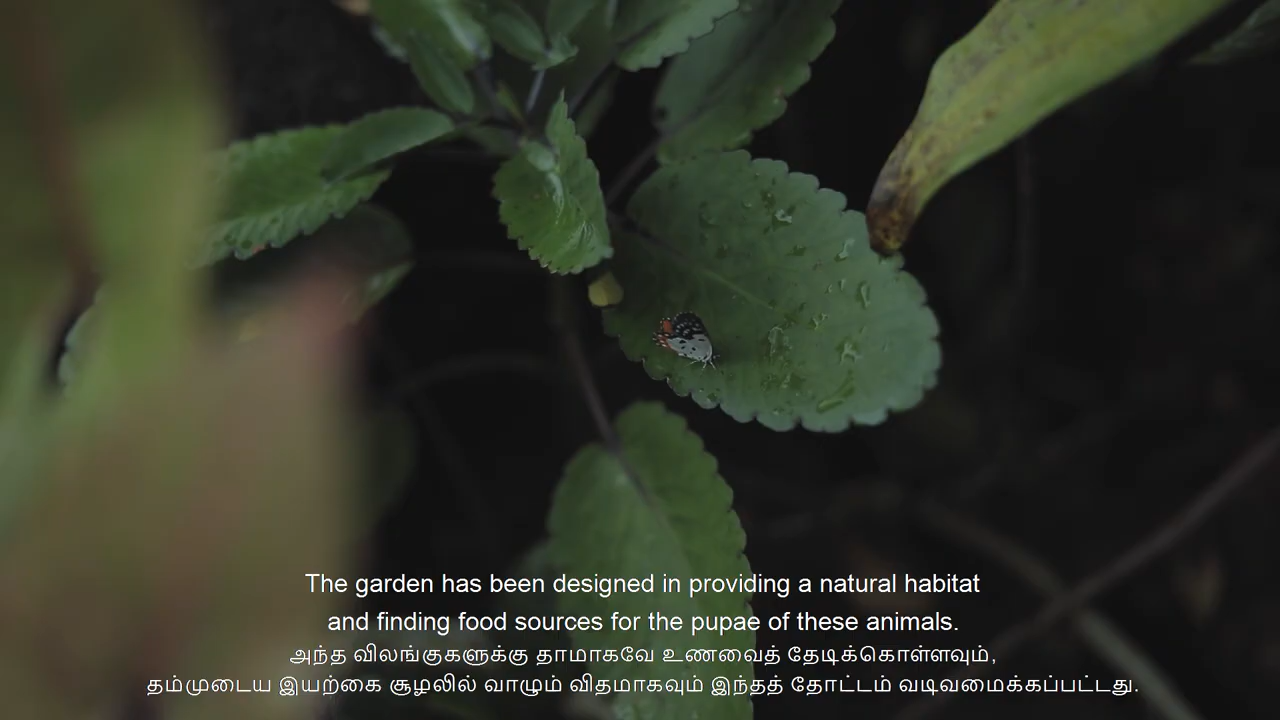 The garden has been designed in providing a natural habitat
and finding food sources for the pupae of these animals.
அந்த விலங்குகளுக்கு தாமாகவே உணவைத் தேடிக்கொள்ளவும்,
தம்முடைய இயற்கை சூழலில் வாழும் விதமாகவும் இந்தத் தோட்டம் வடிவமைக்கப்பட்டது.